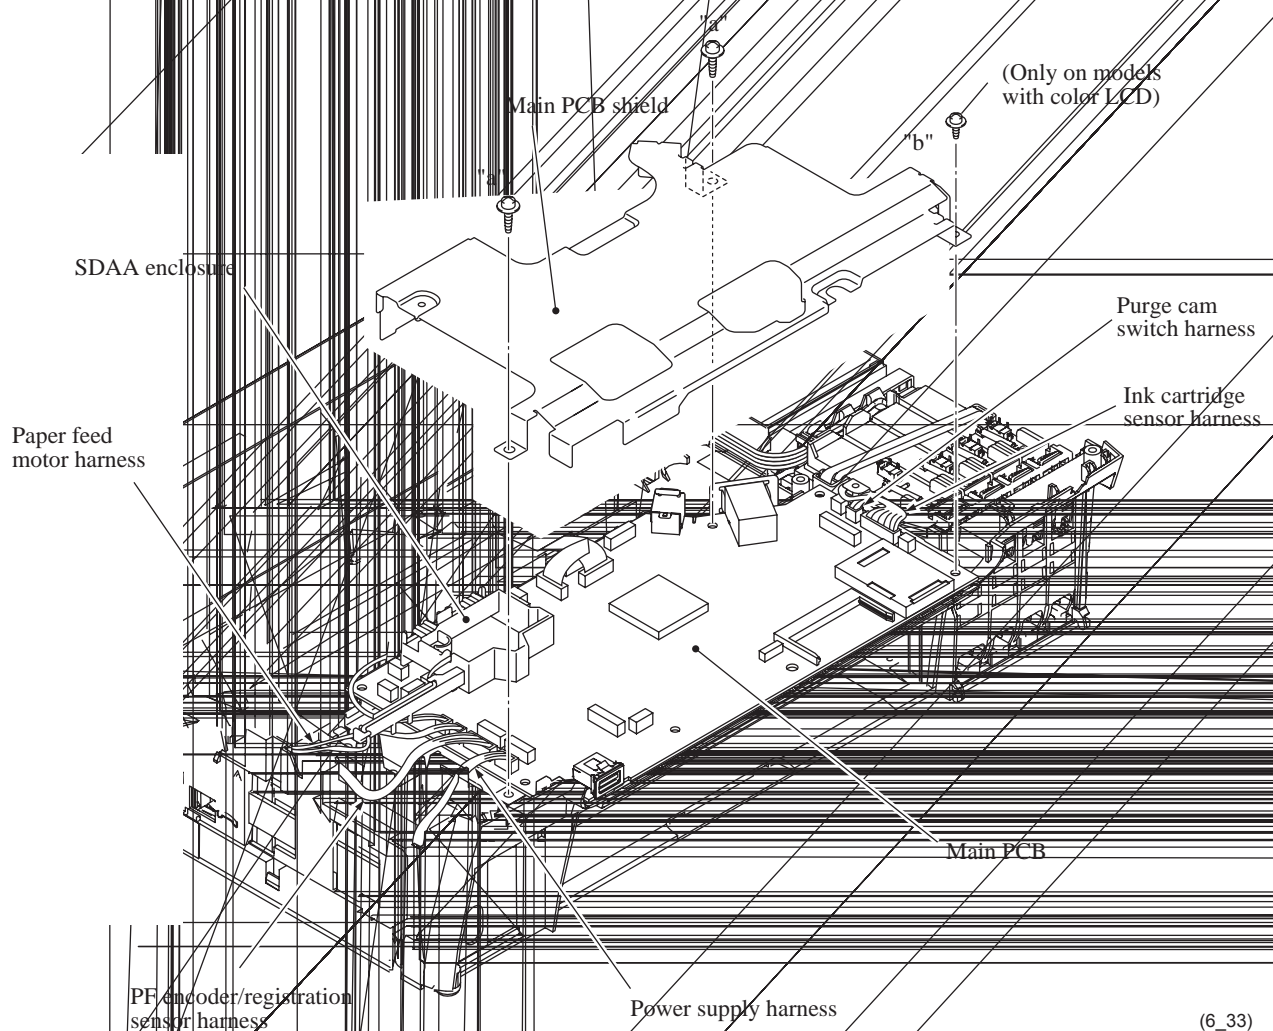 "a"
(Only on models
with color LCD)
Main PCB shield
"b"
"a"
SDAA enclosure
Purge cam
switch harness
Ink cartridge
sensor harness
Paper feed
motor harness
Main PCB
PF encoder/registration
sensor harness
Power supply harness
(6_33)